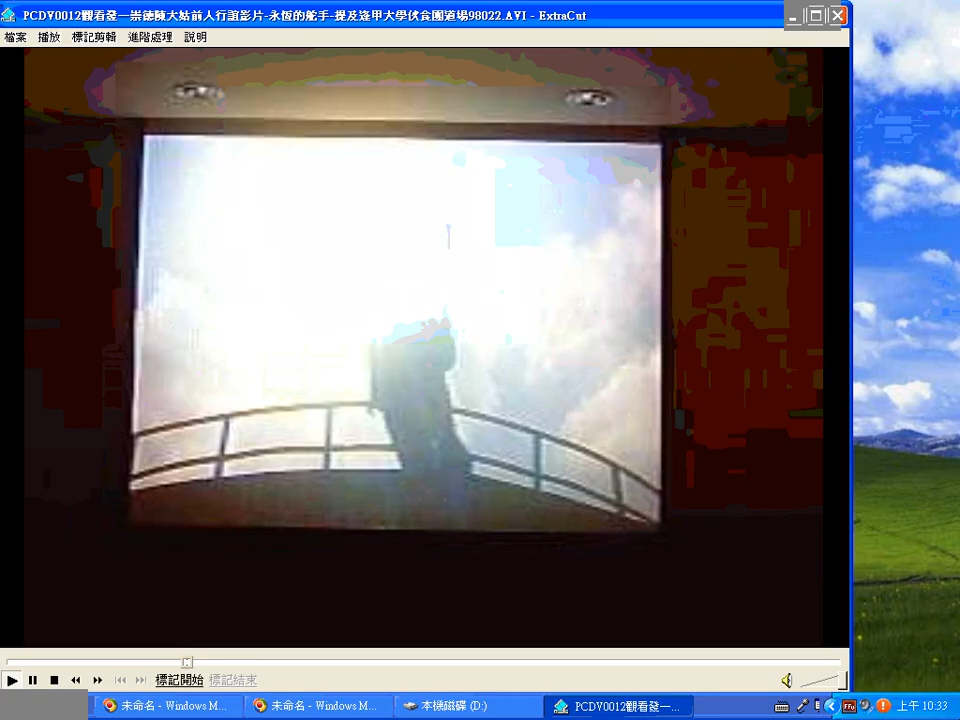 PCDV0012觀看發一崇德陳大姑前人行誼影片-永恆的舵手-提及逢甲大學伙食團道場98022.AVI - ExtraCut
檔案 播放 標記剪輯 進階處理 說明
標記開始 標記結束
未命名 - Windows M... 未命名 - Windows M... 本機磁碟 (D:) PCDV0012觀看發一... 上午 10:33